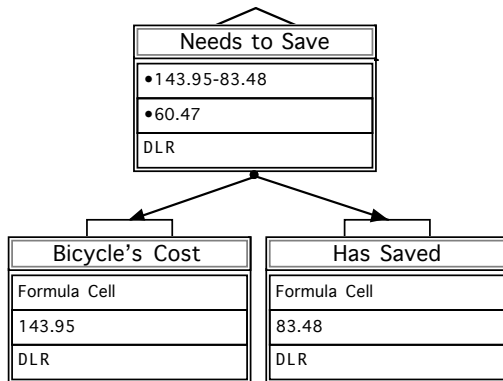 Needs to Save
•143.95-83.48
•60.47
DLR
Bicycle's Cost
Formula Cell
143.95
DLR
Has Saved
Formula Cell
83.48
DLR